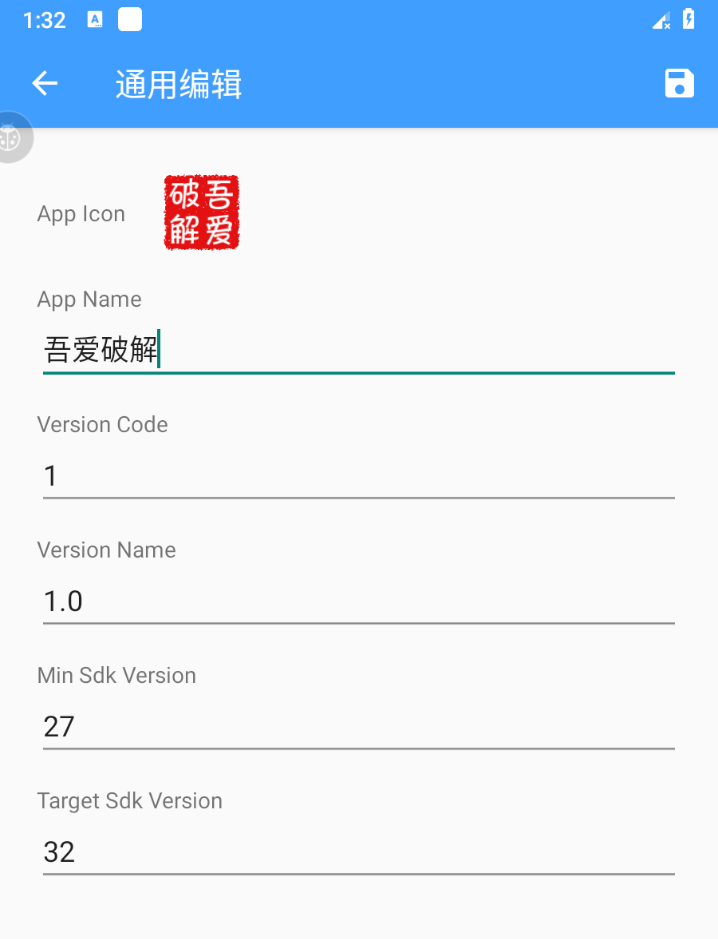 1:32
A
通用编辑
App Icon
破吾
解爱
App Name
吾爱破解
Version Code
1
Version Name
1.0
Min Sdk Version
27
Target Sdk Version
32